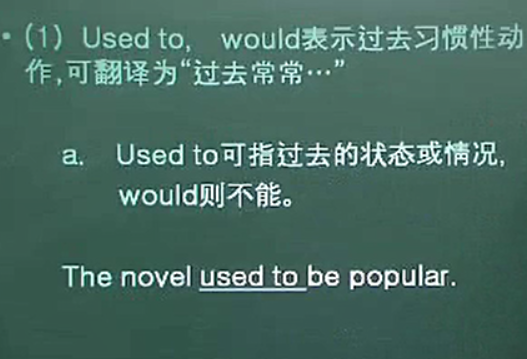 • (1) Used to, would表示过去习惯性动
作,可翻译为“过去常常…”
a. Used to可指过去的状态或情况,
would则不能。
The novel used to be popular.